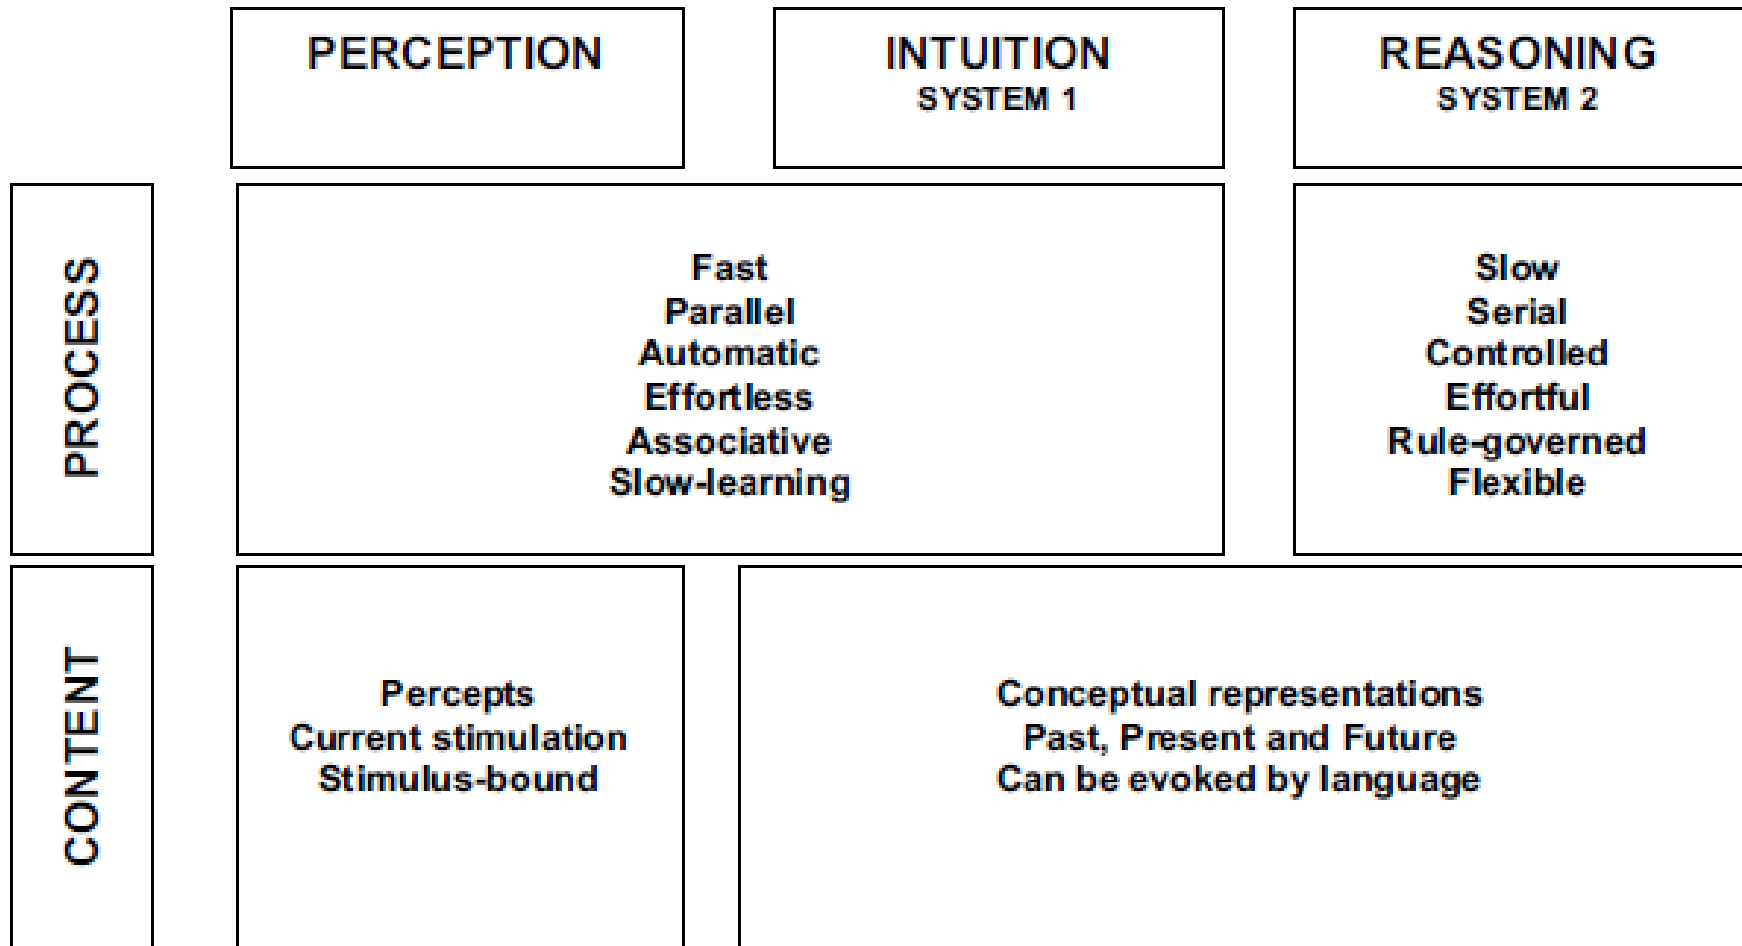 PERCEPTION
INTUITION
SYSTEM 1
REASONING
SYSTEM 2
PROCESS
Fast
Parallel
Automatic
Effortless
Associative
Slow-learning
Slow
Serial
Controlled
Effortful
Rule-governed
Flexible
CONTENT
Percepts
Current stimulation
Stimulus-bound
Conceptual representations
Past, Present and Future
Can be evoked by language